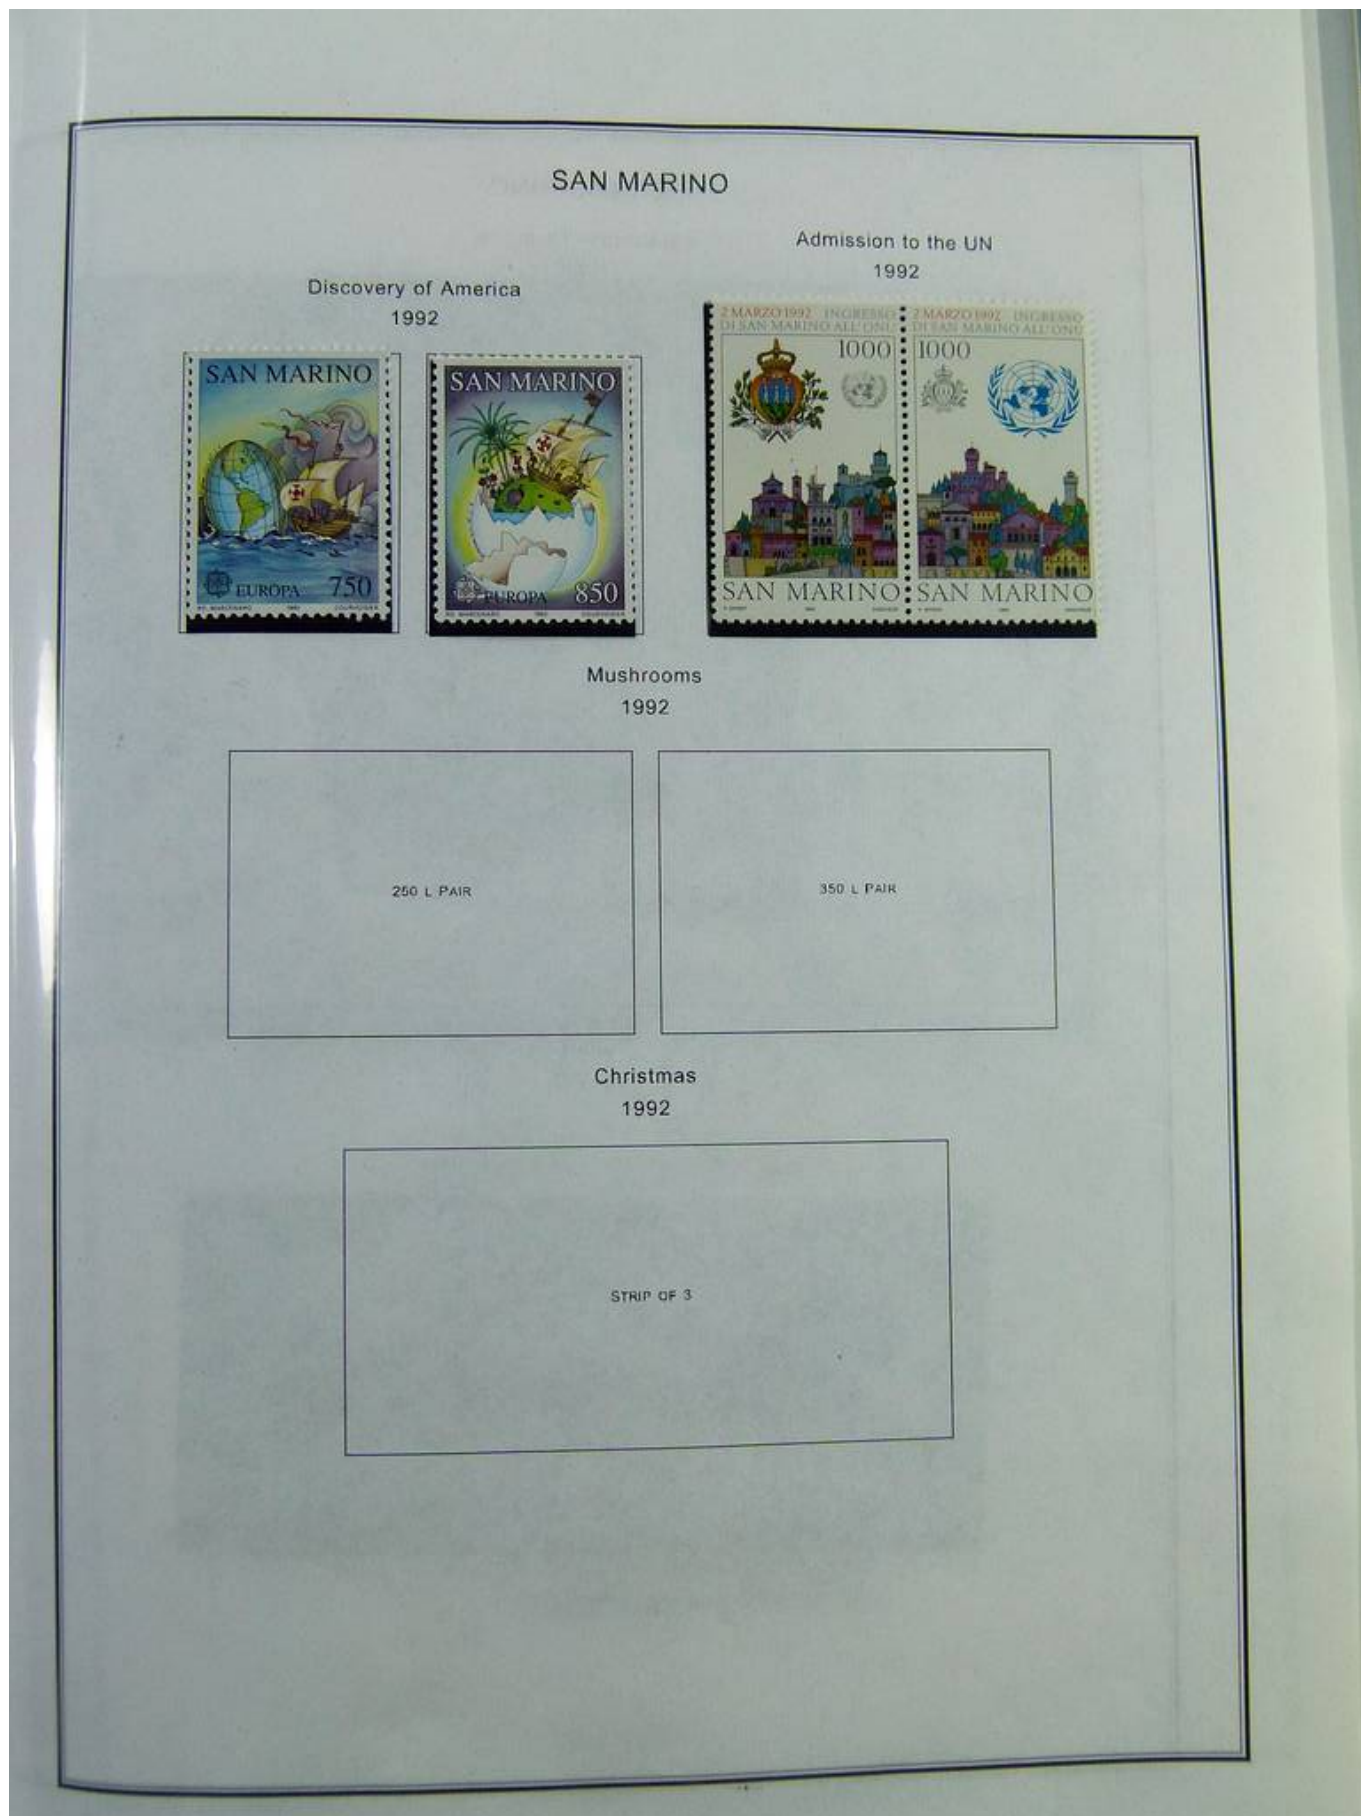 SAN MARINO
Admission to the UN
1992
Discovery of America
1992
SAN MARINO
EUROPA 750
SAN MARINO
EUROPA 850
2 MARZO 1992 INGRESSO
DI SAN MARINO ALL'ONU
1000
SAN MARINO
2 MARZO 1992 INGRESSO
DI SAN MARINO ALL'ONU
1000
SAN MARINO
Mushrooms
1992
250 L PAIR
350 L PAIR
Christmas
1992
STRIP OF 3